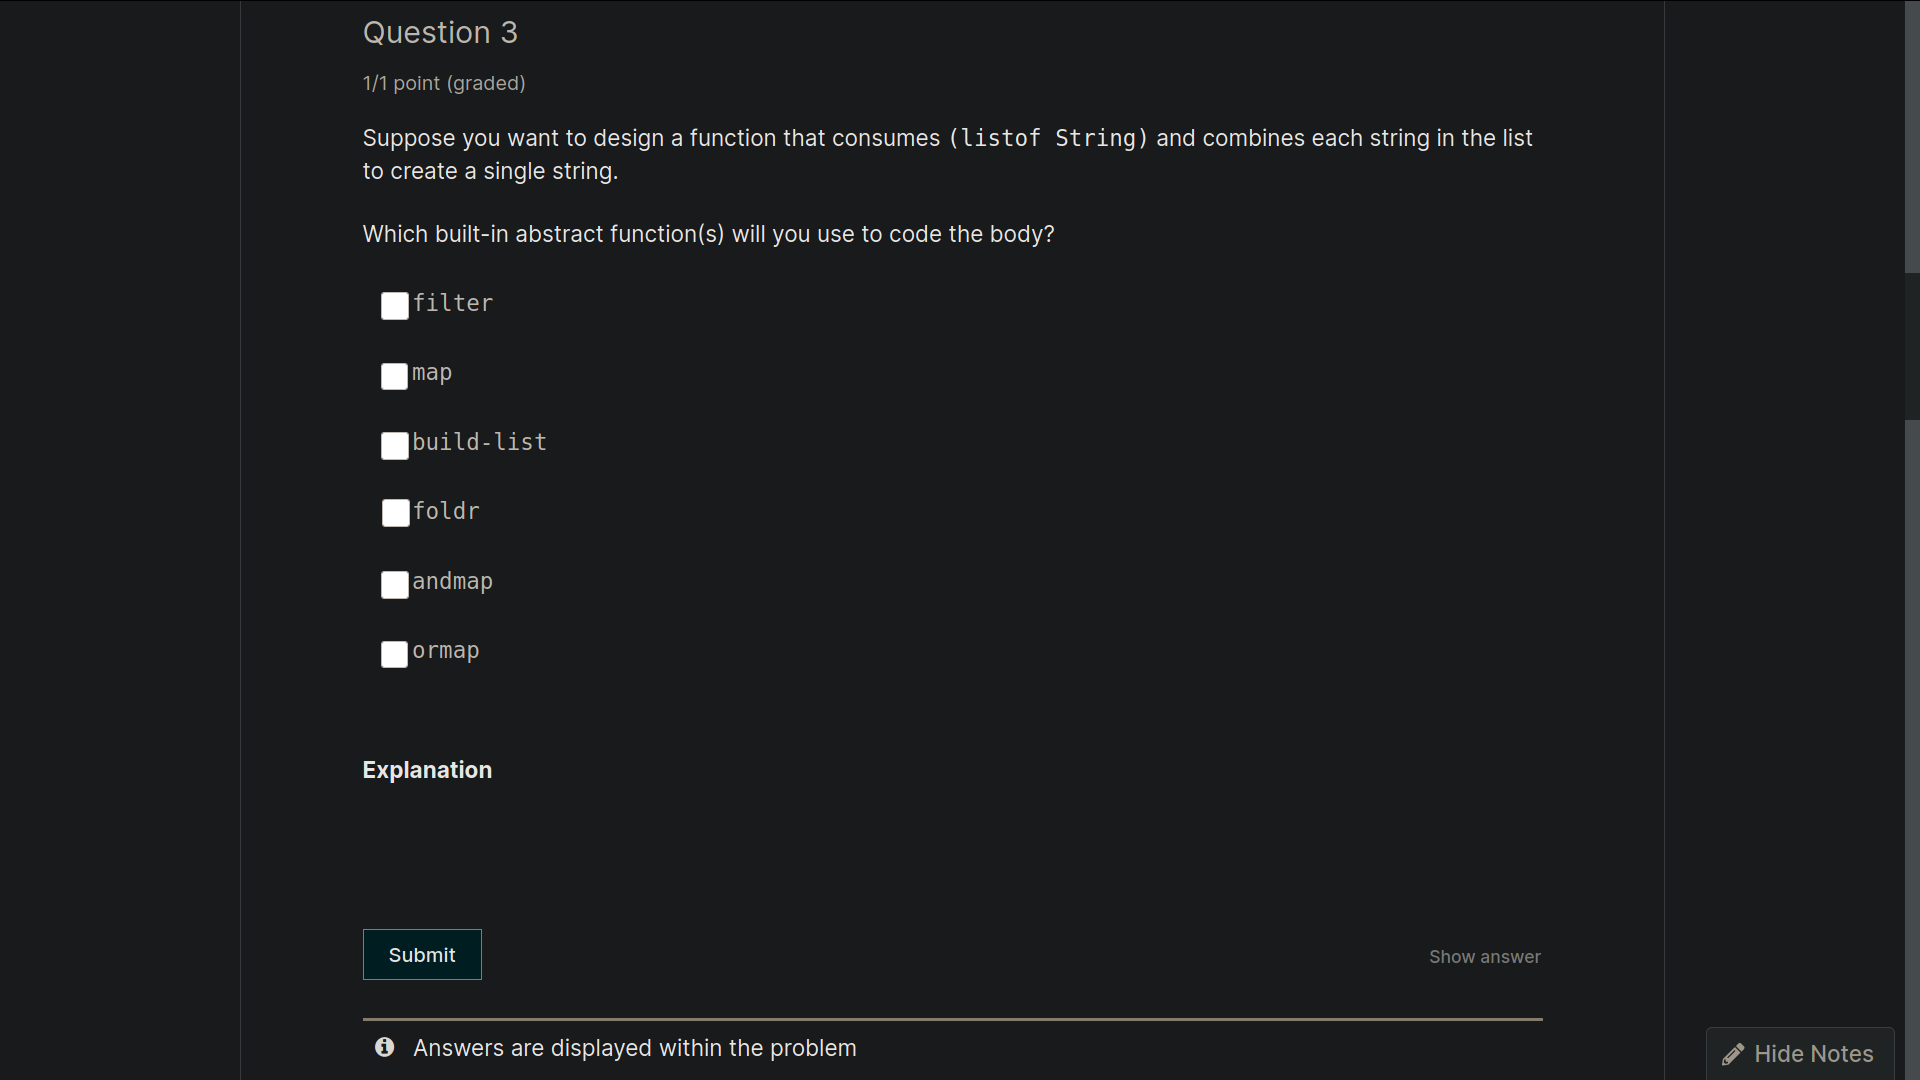 Question 3
1/1 point (graded)
Suppose you want to design a function that consumes (listof String) and combines each string in the list
to create a single string.
Which built-in abstract function(s) will you use to code the body?
filter
map
build-list
foldr
andmap
ormap
Explanation
Submit
Show answer
Answers are displayed within the problem
Hide Notes